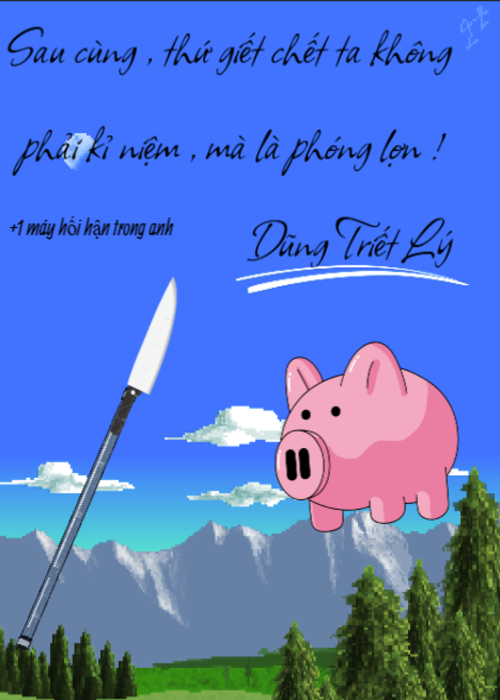 Sau cùng , thứ giết chết ta không
phải kỉ niệm , mà là phóng lợn !
+1 máy hồi hận trong anh
Dũng Triết Lý